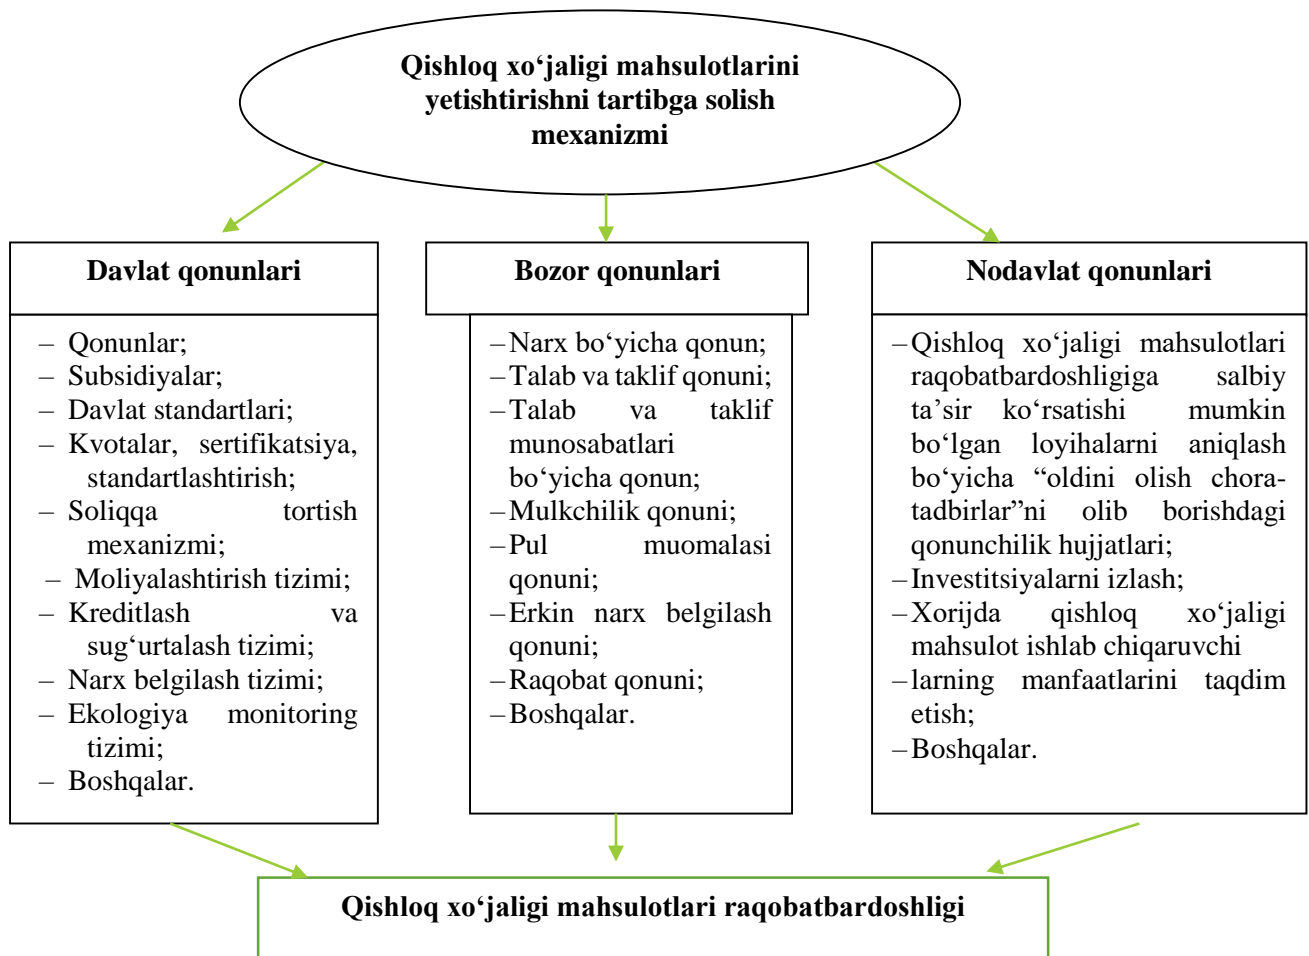 Qishloq xo‘jaligi mahsulotlarini
yetishtirishni tartibga solish
mexanizmi
Davlat qonunlari
– Qonunlar;
– Subsidiyalar;
– Davlat standartlari;
– Kvotalar, sertifikatsiya,
standartlashtirish;
– Soliqqa tortish
mexanizmi;
– Moliyalashtirish tizimi;
– Kreditlash va
sug‘urtalash tizimi;
– Narx belgilash tizimi;
– Ekologiya monitoring
tizimi;
– Boshqalar.
Bozor qonunlari
– Narx bo‘yicha qonun;
– Talab va taklif qonuni;
– Talab va taklif
munosabatlari
bo‘yicha qonun;
– Mulkchilik qonuni;
– Pul muomalasi
qonuni;
– Erkin narx belgilash
qonuni;
– Raqobat qonuni;
– Boshqalar.
Nodavlat qonunlari
– Qishloq xo‘jaligi mahsulotlari
raqobatbardoshligiga salbiy
ta’sir ko‘rsatishi mumkin
bo‘lgan loyihalarni aniqlash
bo‘yicha “oldini olish chora-
tadbirlar”ni olib borishdagi
qonunchilik hujjatlari;
– Investitsiyalarni izlash;
– Xorijda qishloq xo‘jaligi
mahsulot ishlab chiqaruvchi
– larning manfaatlarini taqdim
etish;
– Boshqalar.
Qishloq xo‘jaligi mahsulotlari raqobatbardoshligi